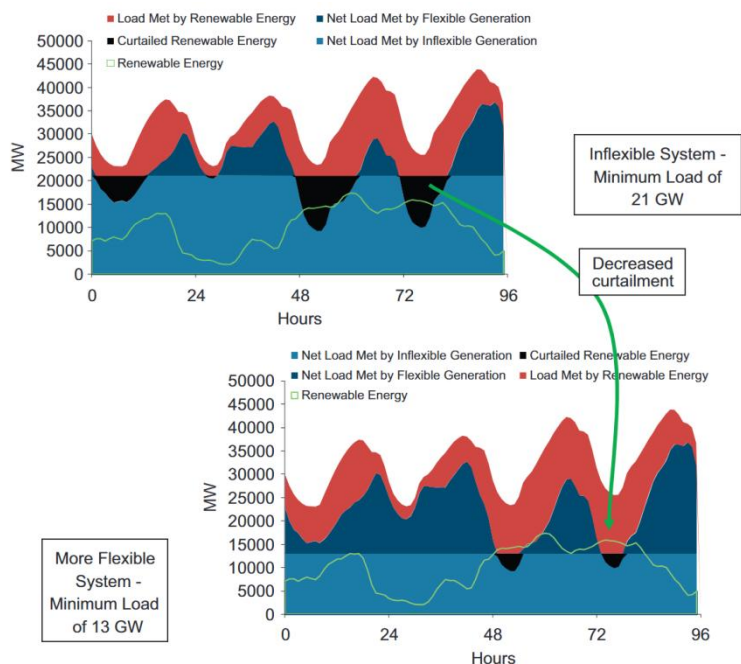 Load Met by Renewable Energy
Net Load Met by Flexible Generation
Curtailed Renewable Energy
Net Load Met by Inflexible Generation
Renewable Energy
50000
45000
40000
35000
30000
25000
20000
15000
10000
5000
0
MW
0
24
48
72
96
Hours
Inflexible System -
Minimum Load of
21 GW
Decreased
curtailment
Net Load Met by Inflexible Generation
Curtailed Renewable Energy
Net Load Met by Flexible Generation
Load Met by Renewable Energy
Renewable Energy
50000
45000
40000
35000
30000
25000
20000
15000
10000
5000
0
MW
0
24
48
72
96
Hours
More Flexible
System -
Minimum Load
of 13 GW